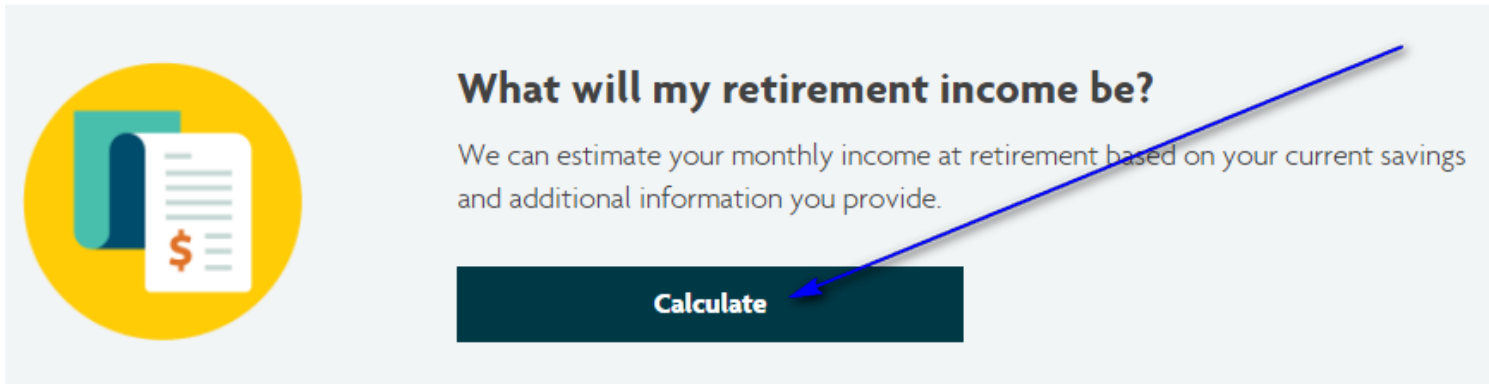 What will my retirement income be?
We can estimate your monthly income at retirement based on your current savings
and additional information you provide.
$
Calculate